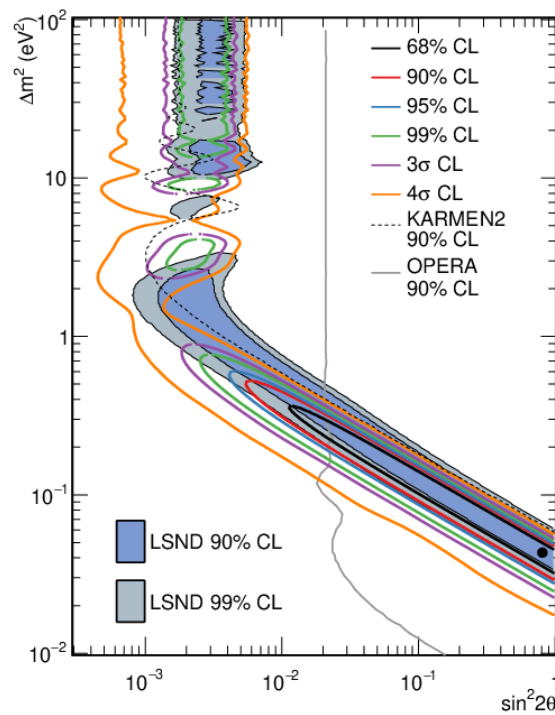 10²
Δm² (eV²)
68% CL
90% CL
95% CL
99% CL
3σ CL
4σ CL
KARMEN2
90% CL
OPERA
90% CL
10
1
10⁻¹
LSND 90% CL
LSND 99% CL
10⁻²
10⁻³ 10⁻² 10⁻¹ 1
sin²2θ